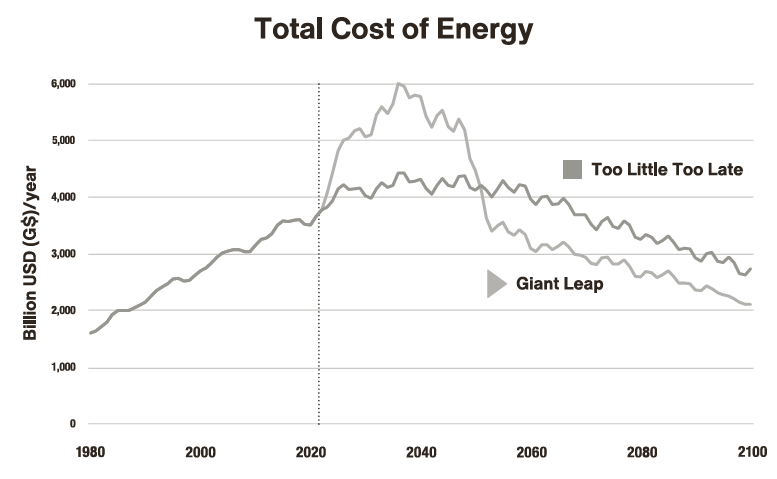 Total Cost of Energy
Billion USD (G$)/year
6,000
5,000
4,000
3,000
2,000
1,000
0
Too Little Too Late
Giant Leap
1980 2000 2020 2040 2060 2080 2100